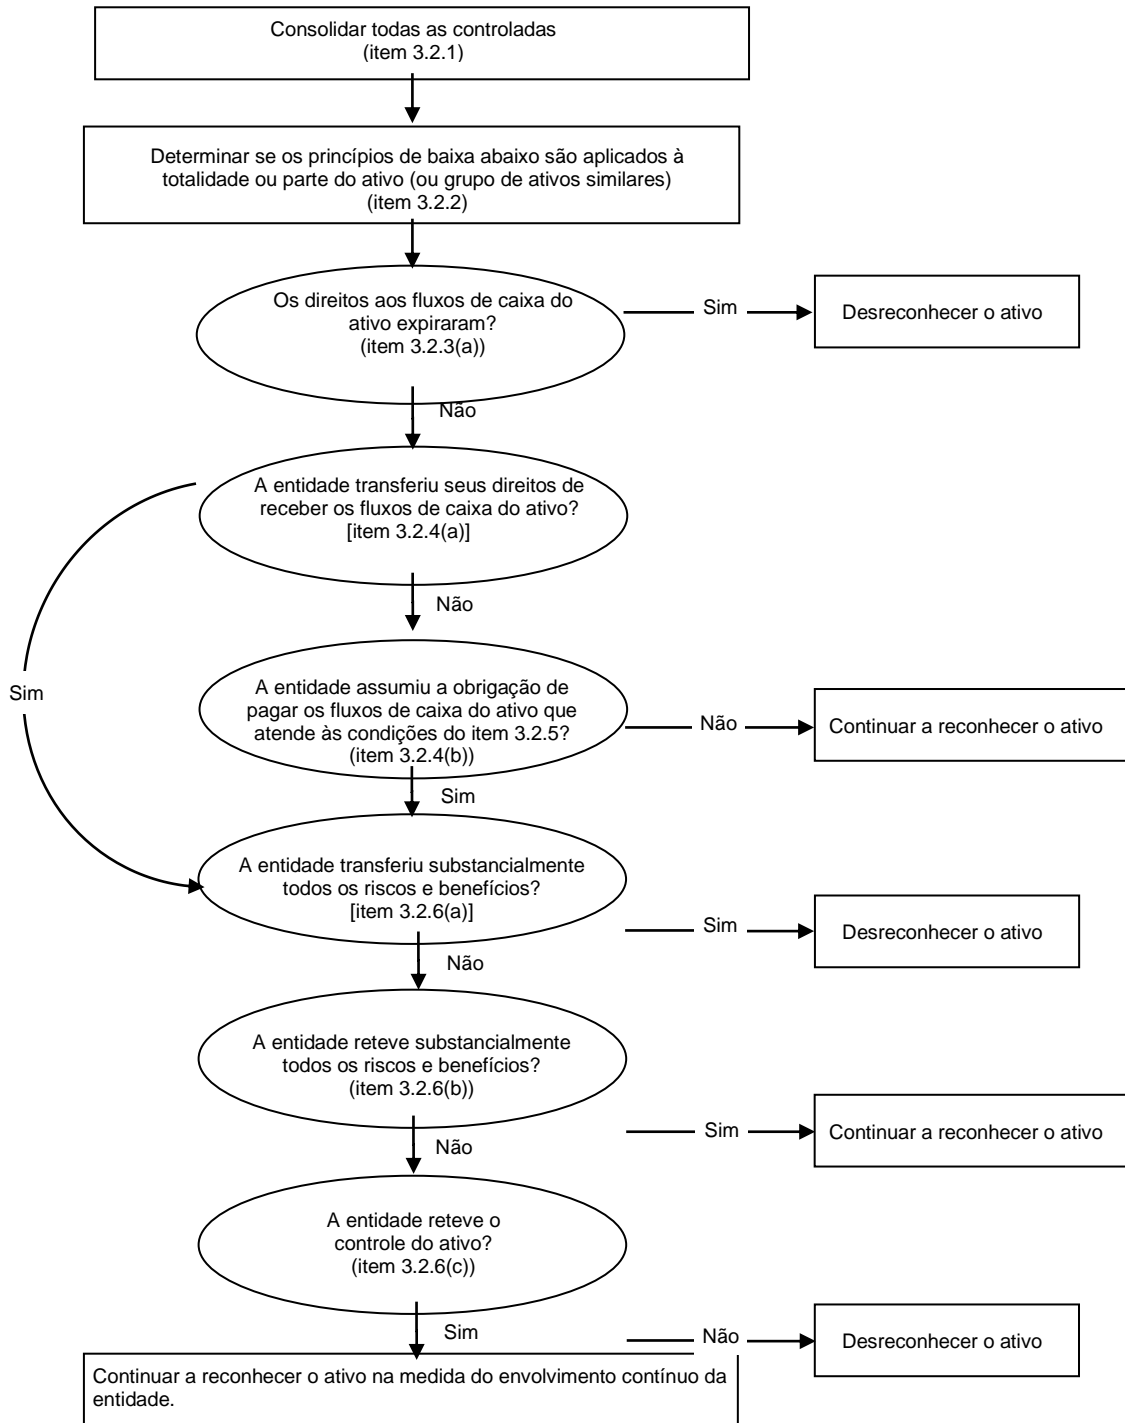 Consolidar todas as controladas
(item 3.2.1)
Determinar se os princípios de baixa abaixo são aplicados à
totalidade ou parte do ativo (ou grupo de ativos similares)
(item 3.2.2)
Os direitos aos fluxos de caixa do
ativo expiraram?
(item 3.2.3(a))
Sim
Desreconhecer o ativo
Não
A entidade transferiu seus direitos de
receber os fluxos de caixa do ativo?
[item 3.2.4(a)]
Não
Sim
A entidade assumiu a obrigação de
pagar os fluxos de caixa do ativo que
atende às condições do item 3.2.5?
(item 3.2.4(b))
Não
Continuar a reconhecer o ativo
Sim
A entidade transferiu substancialmente
todos os riscos e benefícios?
[item 3.2.6(a)]
Sim
Desreconhecer o ativo
Não
A entidade reteve substancialmente
todos os riscos e benefícios?
(item 3.2.6(b))
Sim
Continuar a reconhecer o ativo
Não
A entidade reteve o
controle do ativo?
(item 3.2.6(c))
Não
Desreconhecer o ativo
Sim
Continuar a reconhecer o ativo na medida do envolvimento contínuo da
entidade.